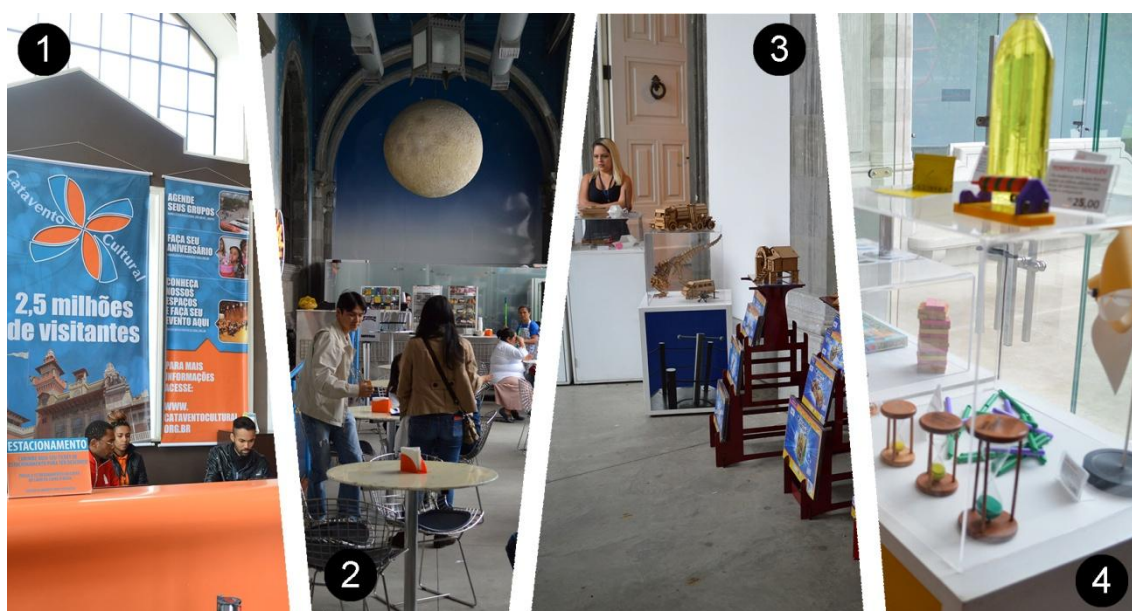 1
Catavento
Cultural
2,5 milhões
de visitantes
AGENDE
SEUS GRUPOS
FAÇA SEU
ANIVERSÁRIO
CONHEÇA
NOSSOS
ESPAÇOS
E FAÇA SEU
EVENTO AQUI
PARA MAIS
INFORMAÇÕES
ACESSE:
WWW.
CATAVENTOCULTURAL.
ORG.BR
ESTACIONAMENTO
2
3
25,00
4